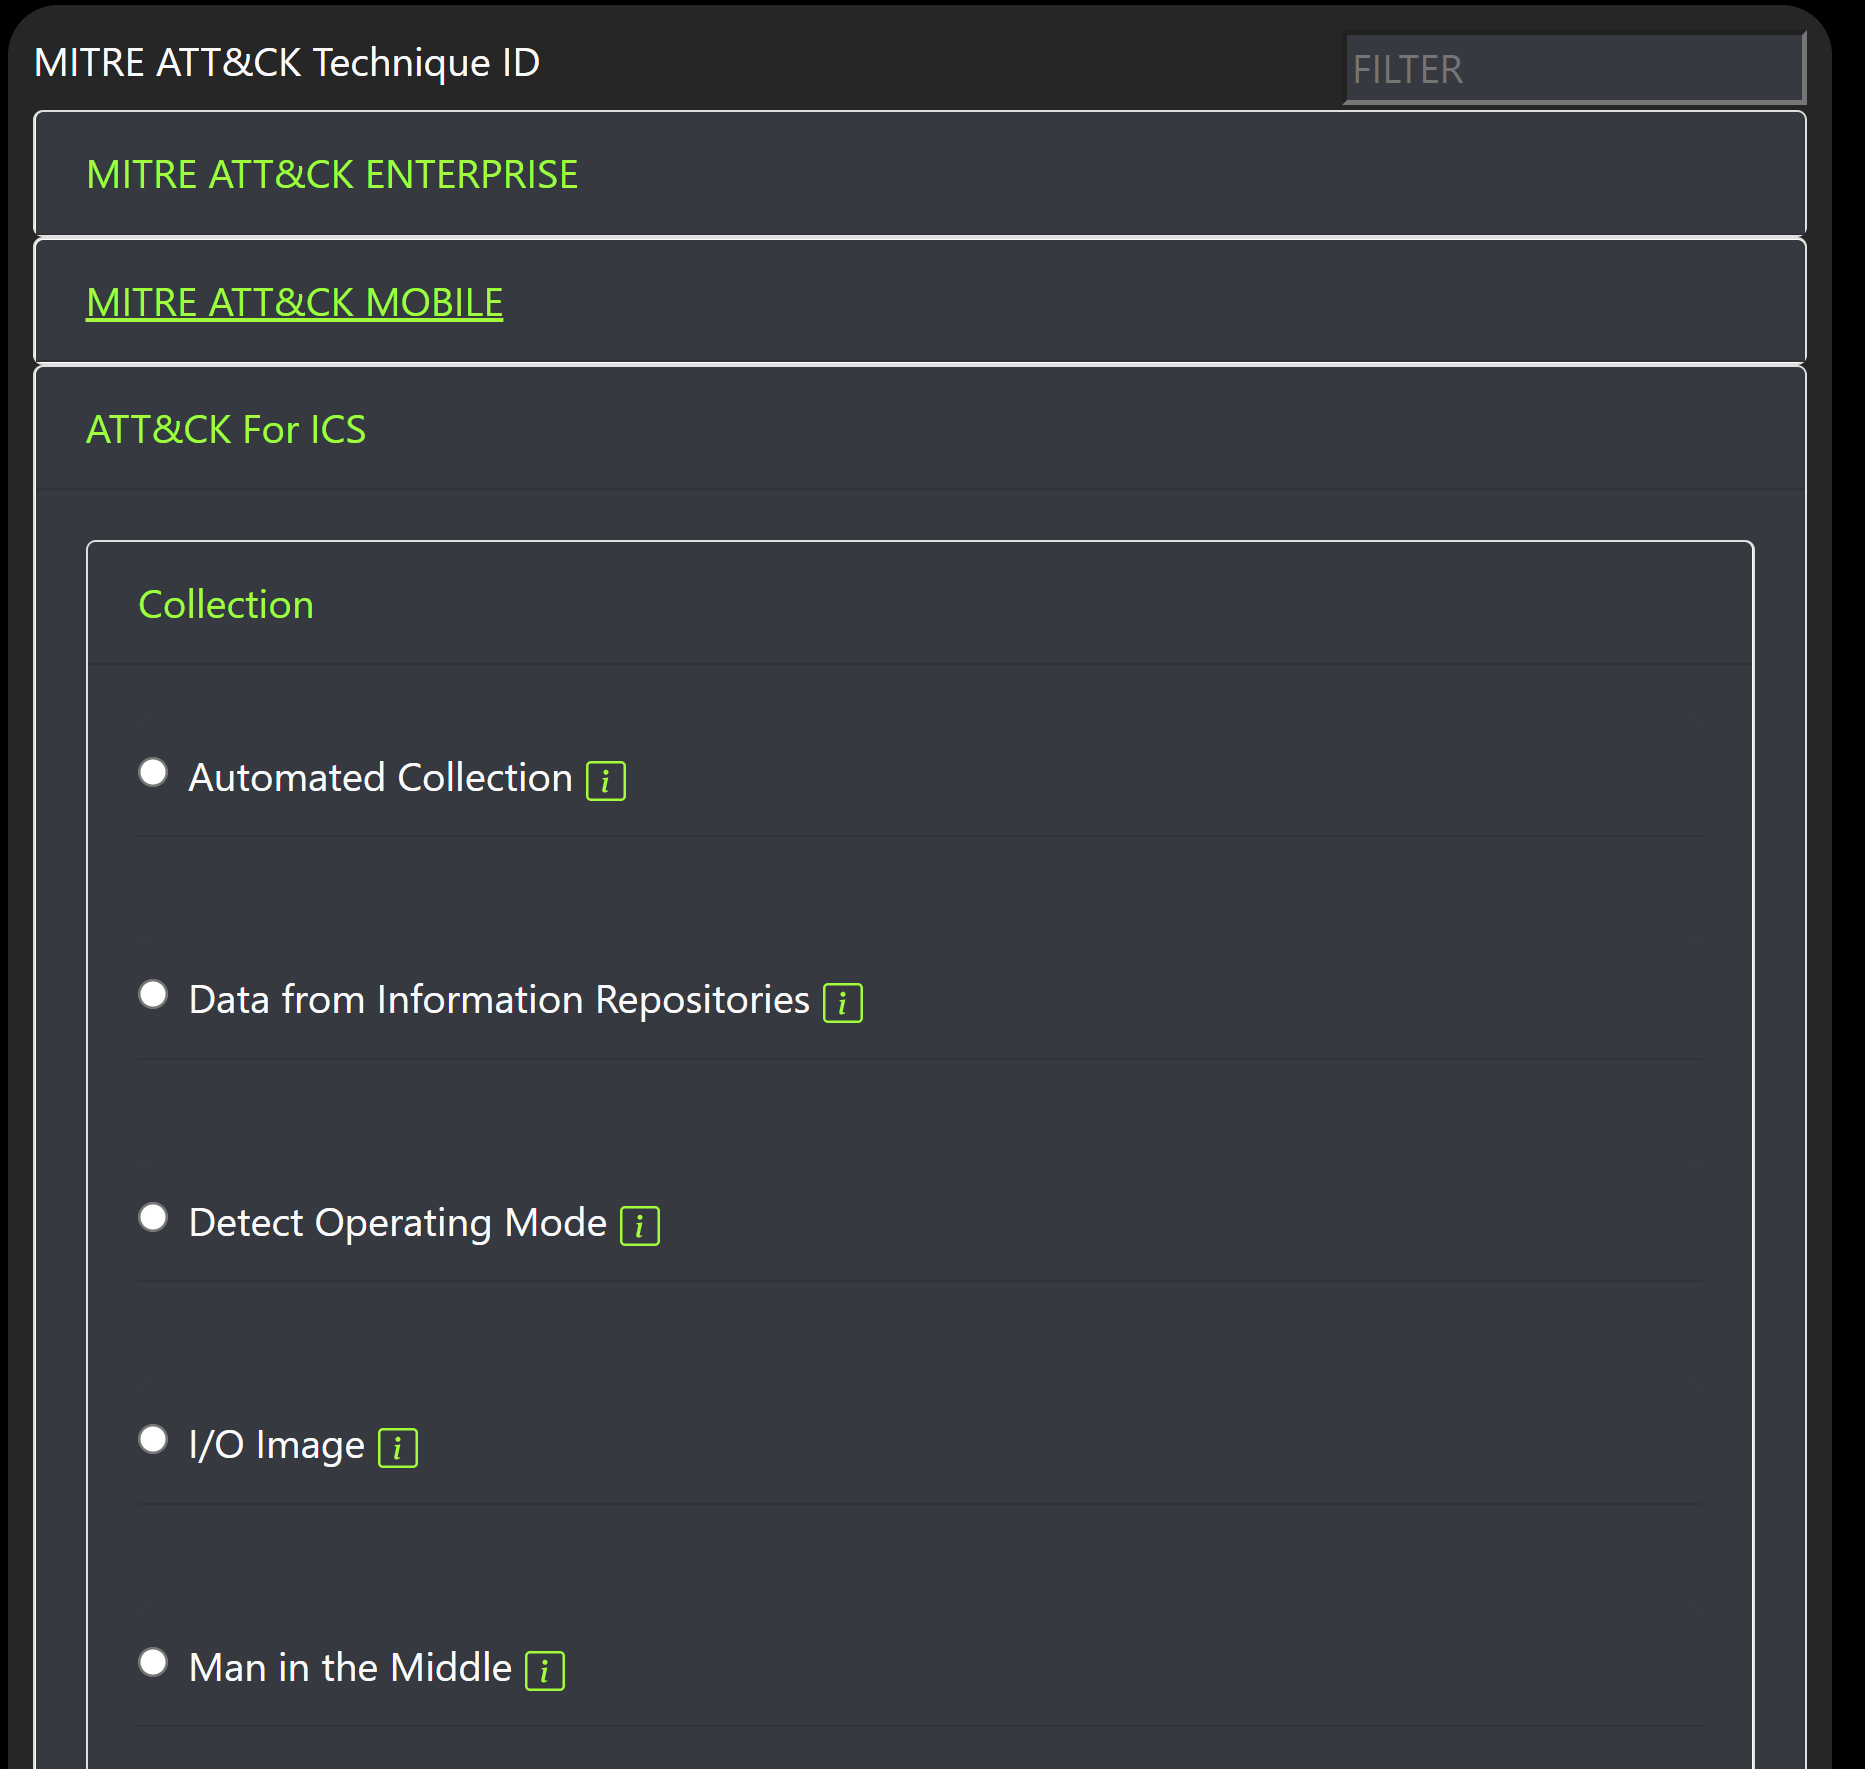 MITRE ATT&CK Technique ID
FILTER
MITRE ATT&CK ENTERPRISE
MITRE ATT&CK MOBILE
ATT&CK For ICS
Collection
Automated Collection i
Data from Information Repositories i
Detect Operating Mode i
I/O Image i
Man in the Middle i